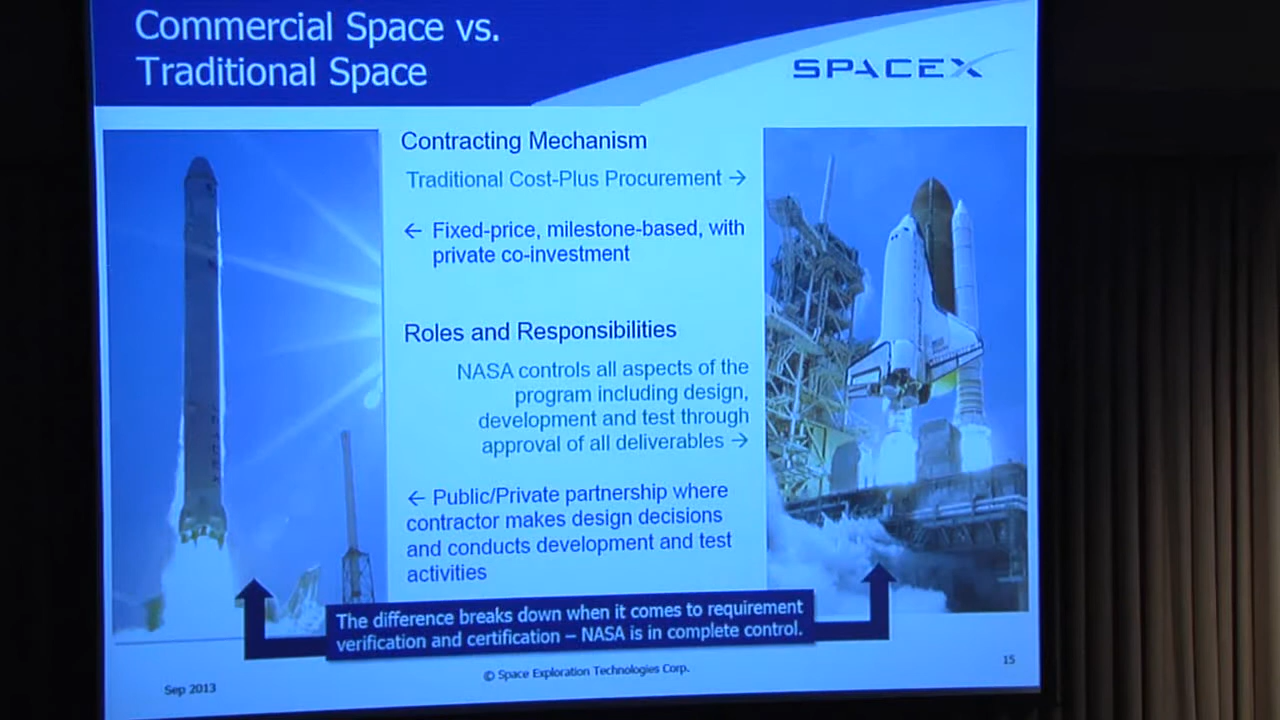 Commercial Space vs.
Traditional Space
SPACEX
Contracting Mechanism
Traditional Cost-Plus Procurement →
← Fixed-price, milestone-based, with
private co-investment
Roles and Responsibilities
NASA controls all aspects of the
program including design,
development and test through
approval of all deliverables →
← Public/Private partnership where
contractor makes design decisions
and conducts development and test
activities
The difference breaks down when it comes to requirement
verification and certification – NASA is in complete control.
© Space Exploration Technologies Corp.
Sep 2013
15